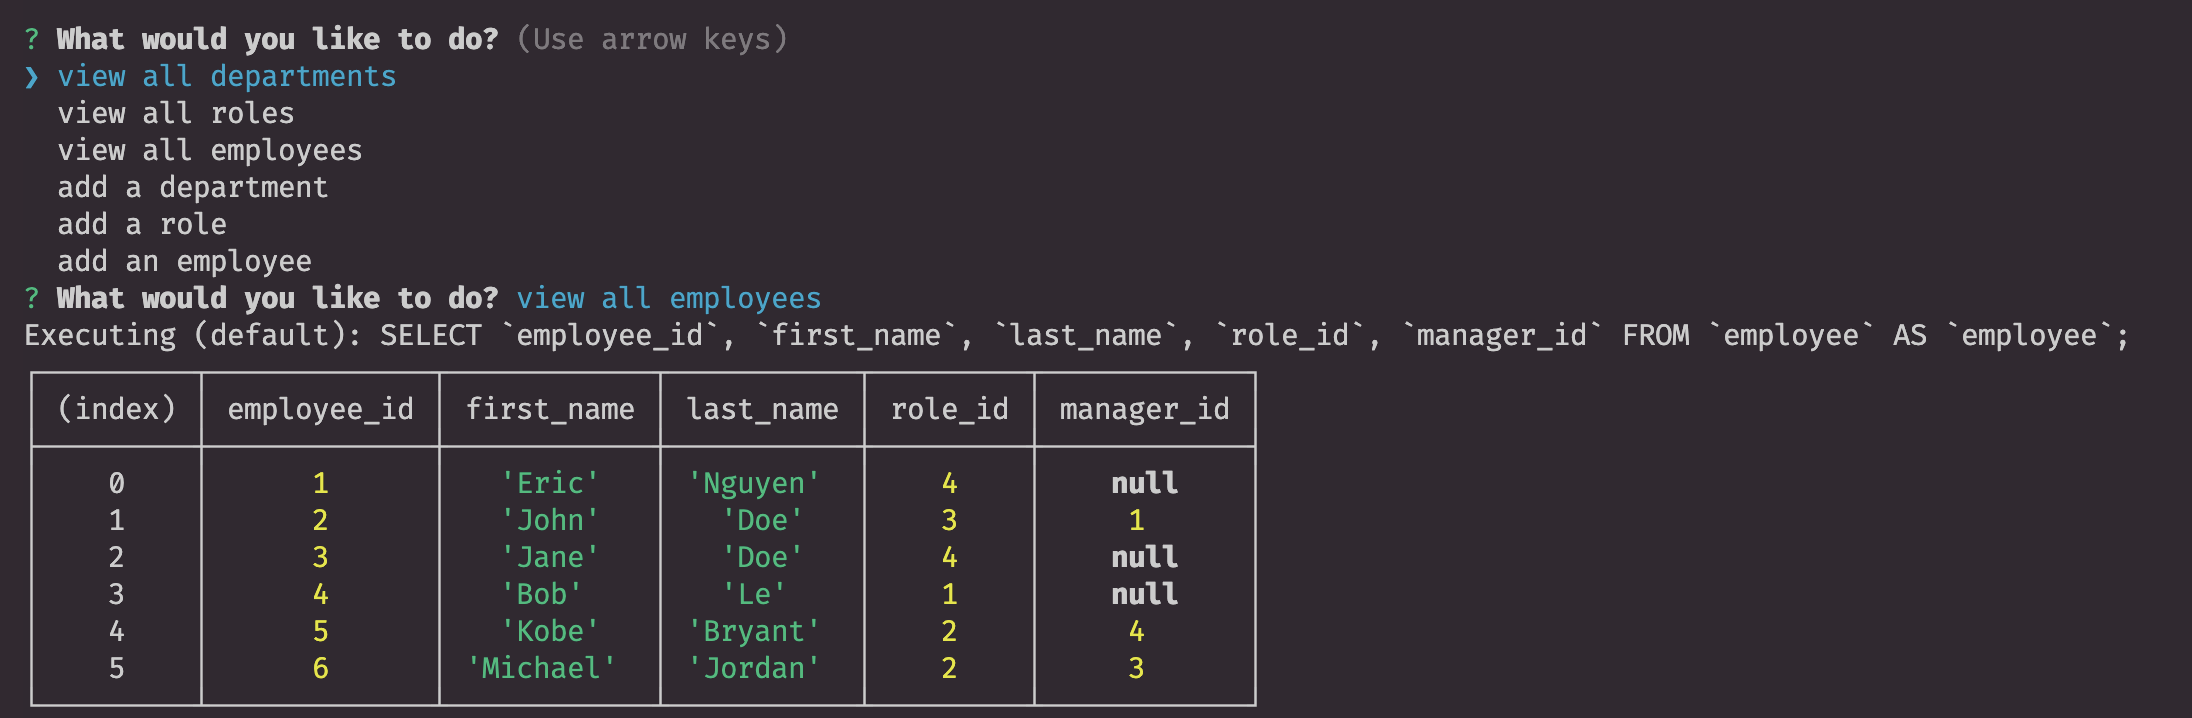 ? What would you like to do? (Use arrow keys)
❯ view all departments
view all roles
view all employees
add a department
add a role
add an employee
? What would you like to do? view all employees
Executing (default): SELECT `employee_id`, `first_name`, `last_name`, `role_id`, `manager_id` FROM `employee` AS `employee`;
(index) employee_id first_name last_name role_id manager_id
0 1 'Eric' 'Nguyen' 4 null
1 2 'John' 'Doe' 3 1
2 3 'Jane' 'Doe' 4 null
3 4 'Bob' 'Le' 1 null
4 5 'Kobe' 'Bryant' 2 4
5 6 'Michael' 'Jordan' 2 3